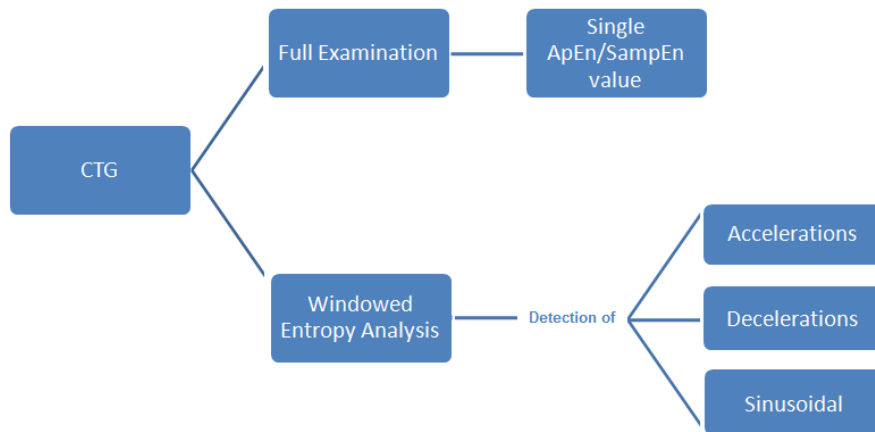 Full Examination
Single
ApEn/SampEn
value
CTG
Accelerations
Windowed
Entropy Analysis
Detection of
Decelerations
Sinusoidal